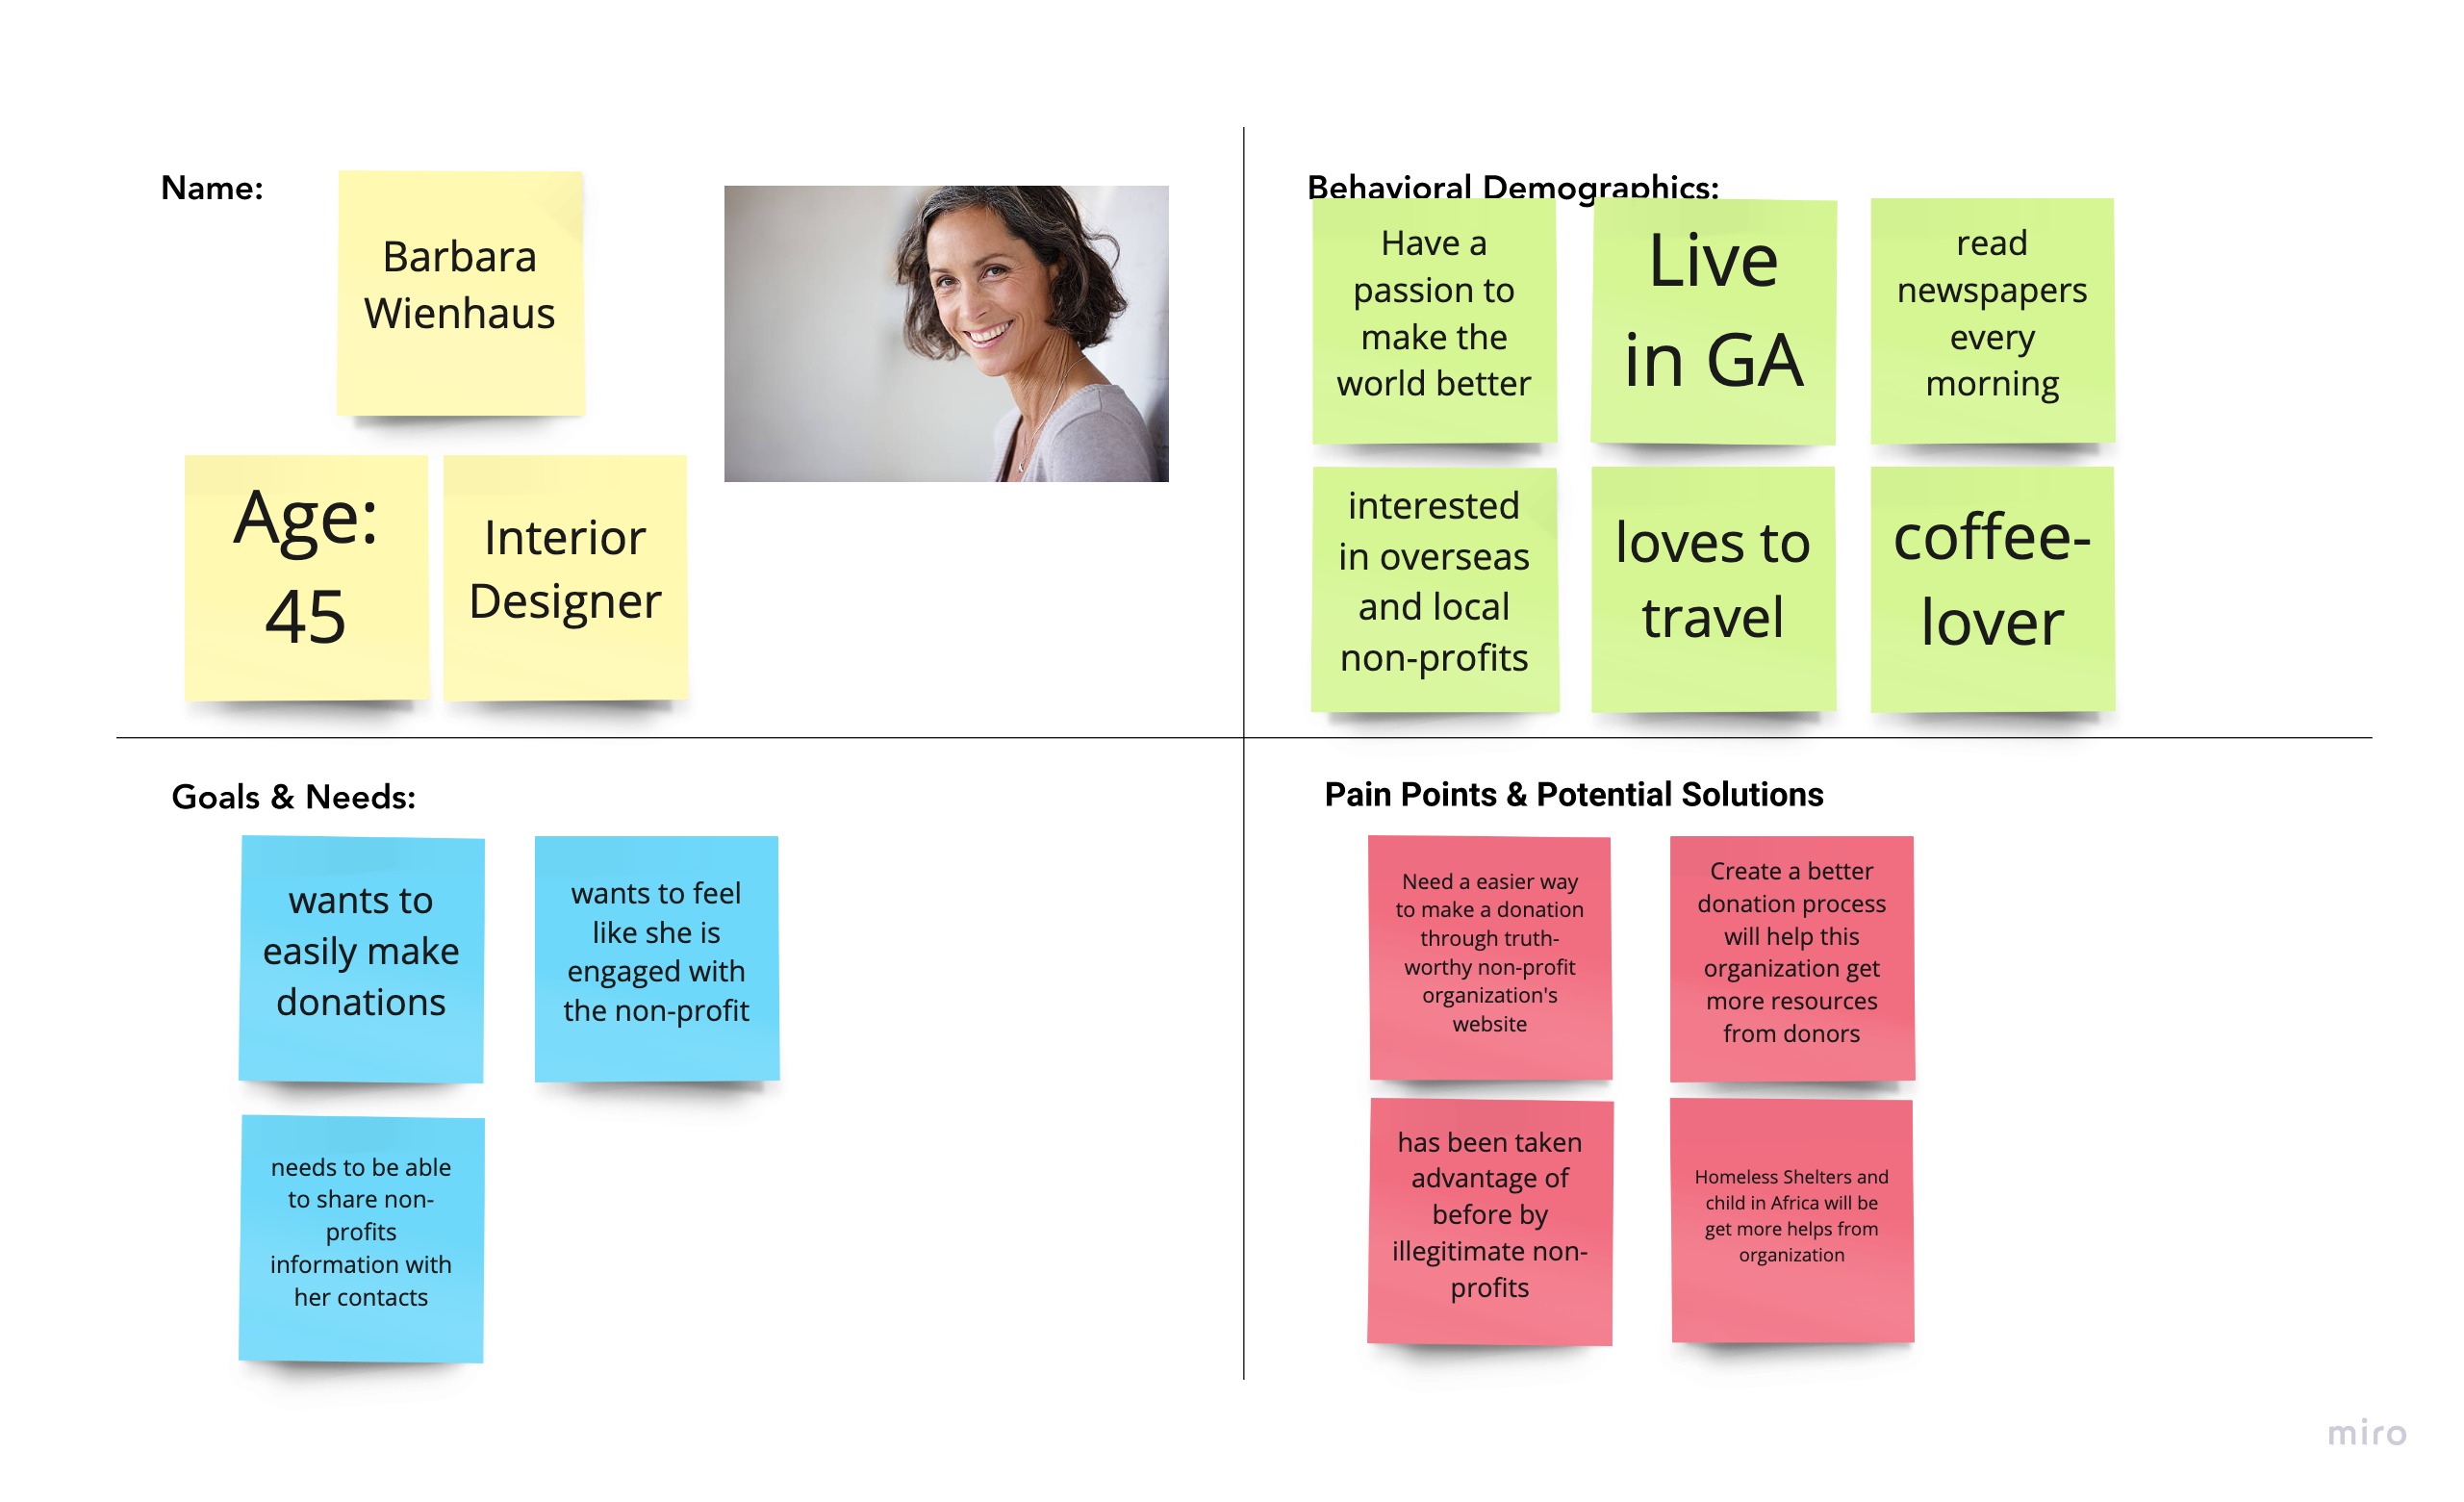 Name:
Barbara
Wienhaus
Age:
45
Interior
Designer
Behavioral Demographics:
Have a
passion to
make the
world better
Live
in GA
read
newspapers
every
morning
interested
in overseas
and local
non-profits
loves to
travel
coffee-
lover
Goals & Needs:
wants to
easily make
donations
wants to feel
like she is
engaged with
the non-profit
needs to be able
to share non-
profits
information with
her contacts
Pain Points & Potential Solutions
Need a easier way
to make a donation
through truth-
worthy non-profit
organization's
website
Create a better
donation process
will help this
organization get
more resources
from donors
has been taken
advantage of
before by
illegitimate non-
profits
Homeless Shelters and
child in Africa will be
get more helps from
organization
miro